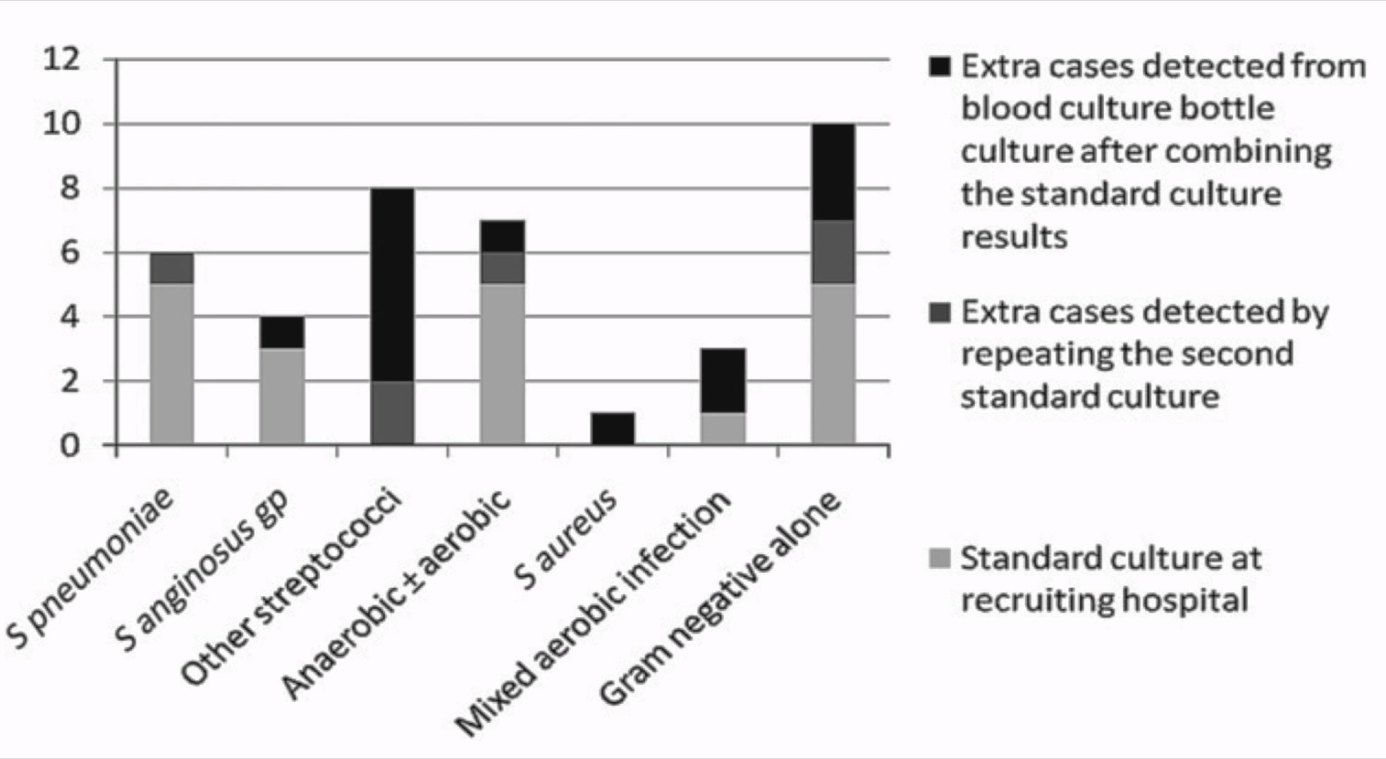 12
10
8
6
4
2
0
S pneumoniae
S anginosus gp
Other streptococci
Anaerobic ± aerobic
S aureus
Mixed aerobic infection
Gram negative alone
Extra cases detected from
blood culture bottle
culture after combining
the standard culture
results
Extra cases detected by
repeating the second
standard culture
Standard culture at
recruiting hospital